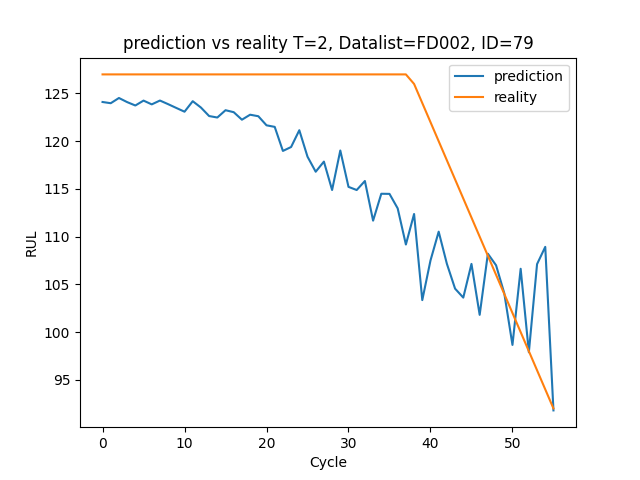 prediction vs reality T=2, Datalist=FD002, ID=79
prediction
reality
125
120
115
110
105
100
95
RUL
0 10 20 30 40 50
Cycle